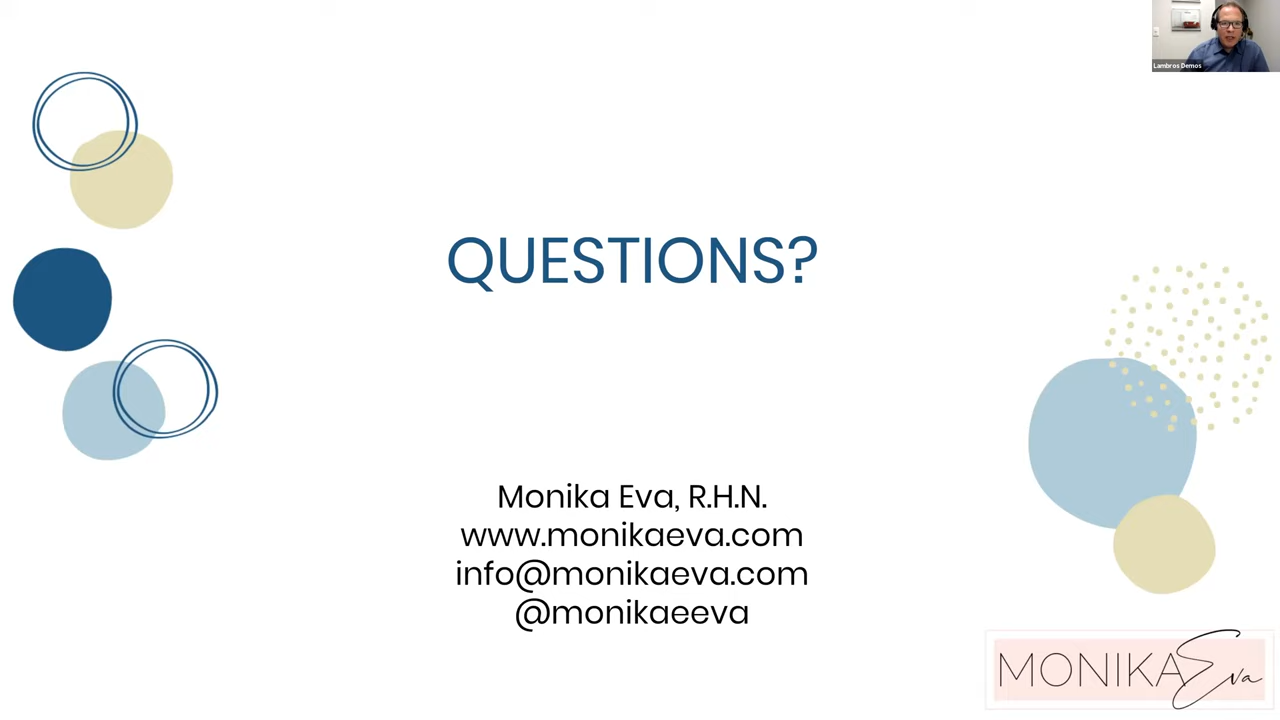 Lambros Demos
QUESTIONS?
Monika Eva, R.H.N.
www.monikaeva.com
info@monikaeva.com
@monikaeeva
MONIKA Eva